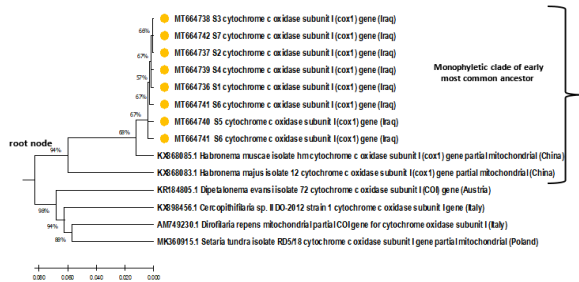 66%
MT664738 S3 cytochrome c oxidase subunit I (cox1) gene (Iraq)
MT664742 S7 cytochrome c oxidase subunit I (cox1) gene (Iraq)
67%
MT664737 S2 cytochrome c oxidase subunit I (cox1) gene (Iraq)
MT664739 S4 cytochrome c oxidase subunit I (cox1) gene (Iraq)
57%
MT664736 S1 cytochrome c oxidase subunit I (cox1) gene (Iraq)
67%
MT664741 S6 cytochrome c oxidase subunit I (cox1) gene (Iraq)
67%
MT664740 S5 cytochrome c oxidase subunit I (cox1) gene (Iraq)
68%
MT664741 S6 cytochrome c oxidase subunit I (cox1) gene (Iraq)
Monophyletic clade of early
most common ancestor
root node
94%
KX868085.1 Habronema muscae isolate hm cytochrome c oxidase subunit I (cox1) gene partial mitochondrial (China)
KX868083.1 Habronema majus isolate 12 cytochrome c oxidase subunit I (cox1) gene partial mitochondrial (China)
KR184805.1 Dipetalonema evansi isolate 72 cytochrome c oxidase subunit I (COI) gene (Austria)
98%
KX898456.1 Cercopithifilaria sp. II DO-2012 strain 1 cytochrome c oxidase subunit I gene (Italy)
94%
AM749230.1 Dirofilaria repens mitochondrial partial COI gene for cytochrome oxidase subunit I (Italy)
88%
MK360915.1 Setaria tundra isolate RD5/18 cytochrome c oxidase subunit I gene partial mitochondrial (Poland)
0.080 0.060 0.040 0.020 0.000